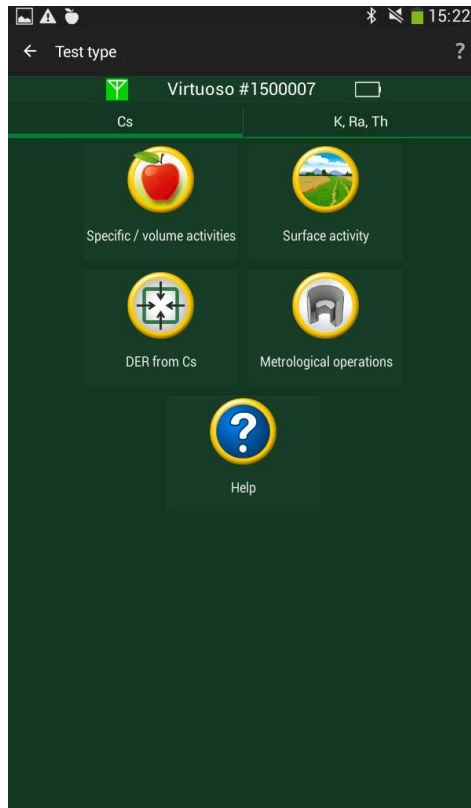 15:22
Test type
?
Virtuoso #1500007
Cs
K, Ra, Th
Specific / volume activities
Surface activity
DER from Cs
Metrological operations
?
Help